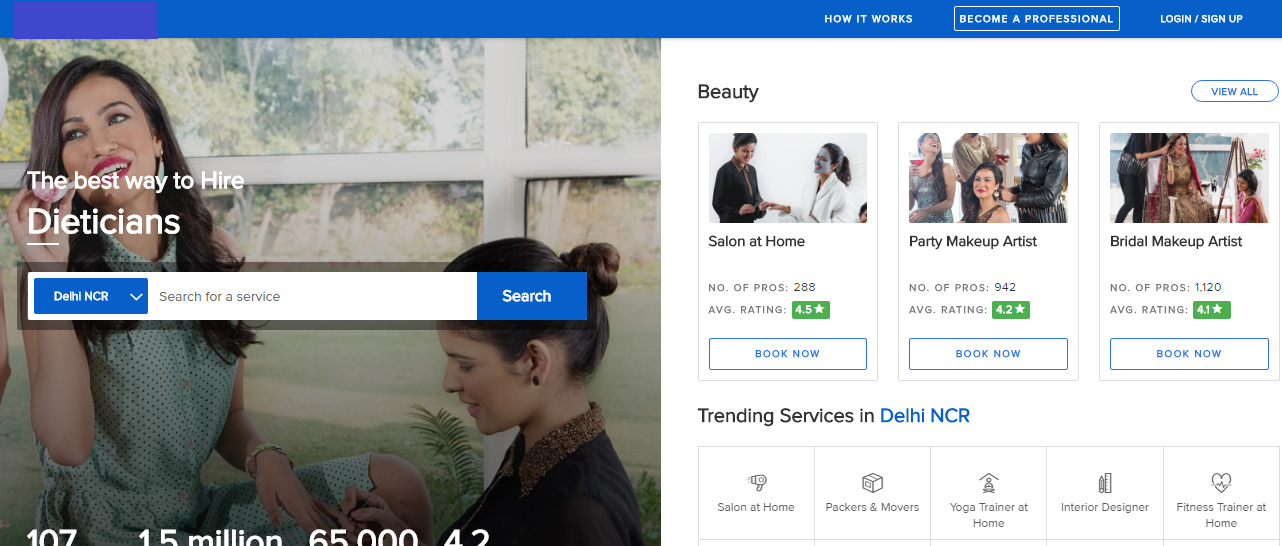 HOW IT WORKS
BECOME A PROFESSIONAL
LOGIN / SIGN UP
The best way to Hire
Dieticians
Delhi NCR
Search for a service
Search
107 1.5 million 65,000 4.2
Beauty
VIEW ALL
Salon at Home
NO. OF PROS: 288
AVG. RATING: 4.5★
BOOK NOW
Party Makeup Artist
NO. OF PROS: 942
AVG. RATING: 4.2★
BOOK NOW
Bridal Makeup Artist
NO. OF PROS: 1,120
AVG. RATING: 4.1★
BOOK NOW
Trending Services in Delhi NCR
Salon at Home
Packers & Movers
Yoga Trainer at
Home
Interior Designer
Fitness Trainer at
Home